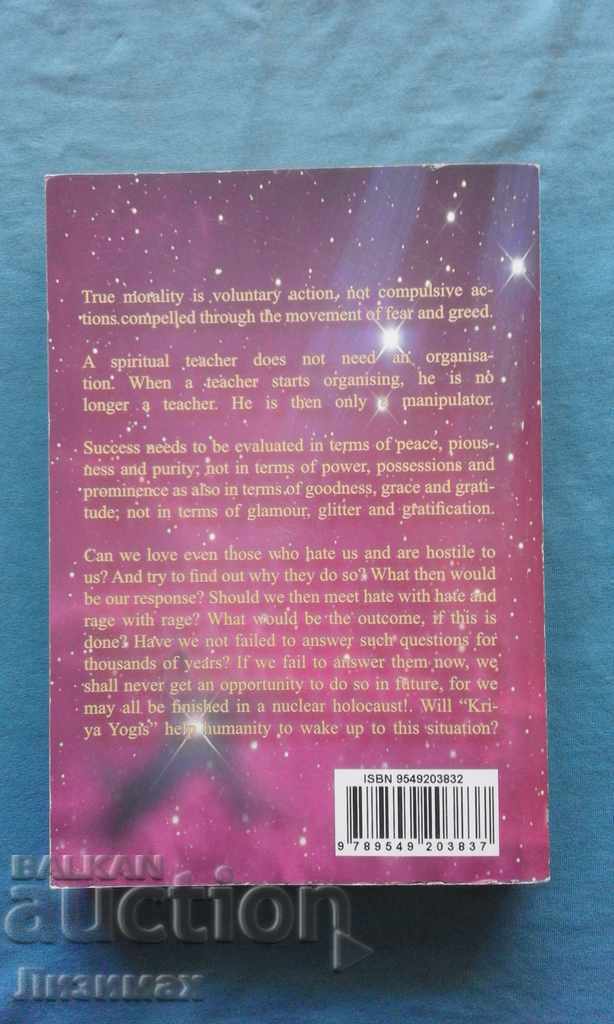 True morality is voluntary action, not compulsive ac-
tions compelled through the movement of fear and greed.
A spiritual teacher does not need an organisa-
tion. When a teacher starts organising, he is no
longer a teacher. He is then only a manipulator.
Success needs to be evaluated in terms of peace, pious-
ness and purity; not in terms of power, possessions and
prominence as also in terms of goodness, grace and grati-
tude; not in terms of glamour, glitter and gratification.
Can we love even those who hate us and are hostile to
us? And try to find out why they do so? What then would
be our response? Should we then meet hate with hate and
rage with rage? What would be the outcome, if this is
done? Have we not failed to answer such questions for
thousands of years? If we fail to answer them now, we
shall never get an opportunity to do so in future, for we
may all be finished in a nuclear holocaust!. Will “Kri-
ya Yogis” help humanity to wake up to this situation?
ISBN 9549203832
9 789549 203837
БALKAN
auction
Лизимах